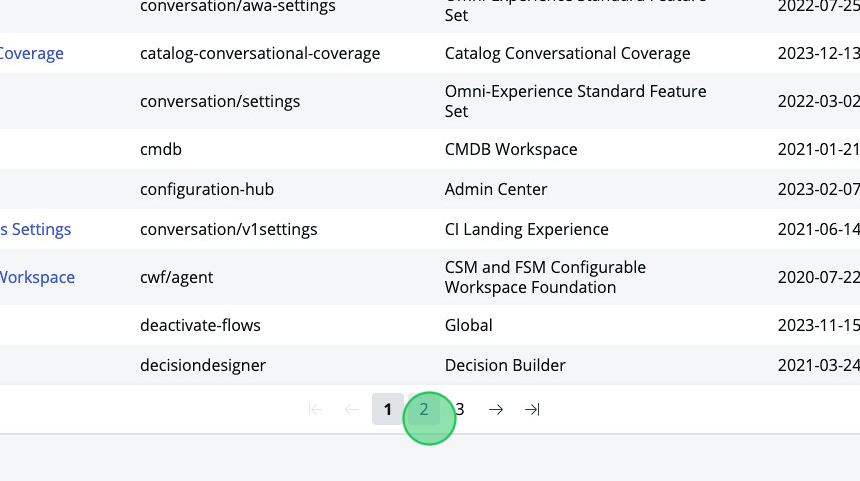 conversation/awa-settings
Omni-Experience Standard Feature
Set
2022-07-25
Coverage
catalog-conversational-coverage
Catalog Conversational Coverage
2023-12-13
conversation/settings
Omni-Experience Standard Feature
Set
2022-03-02
cmdb
CMDB Workspace
2021-01-21
configuration-hub
Admin Center
2023-02-07
s Settings
conversation/v1settings
CI Landing Experience
2021-06-14
Workspace
cwf/agent
CSM and FSM Configurable
Workspace Foundation
2020-07-22
deactivate-flows
Global
2023-11-15
decisiondesigner
Decision Builder
2021-03-24
1 2 3